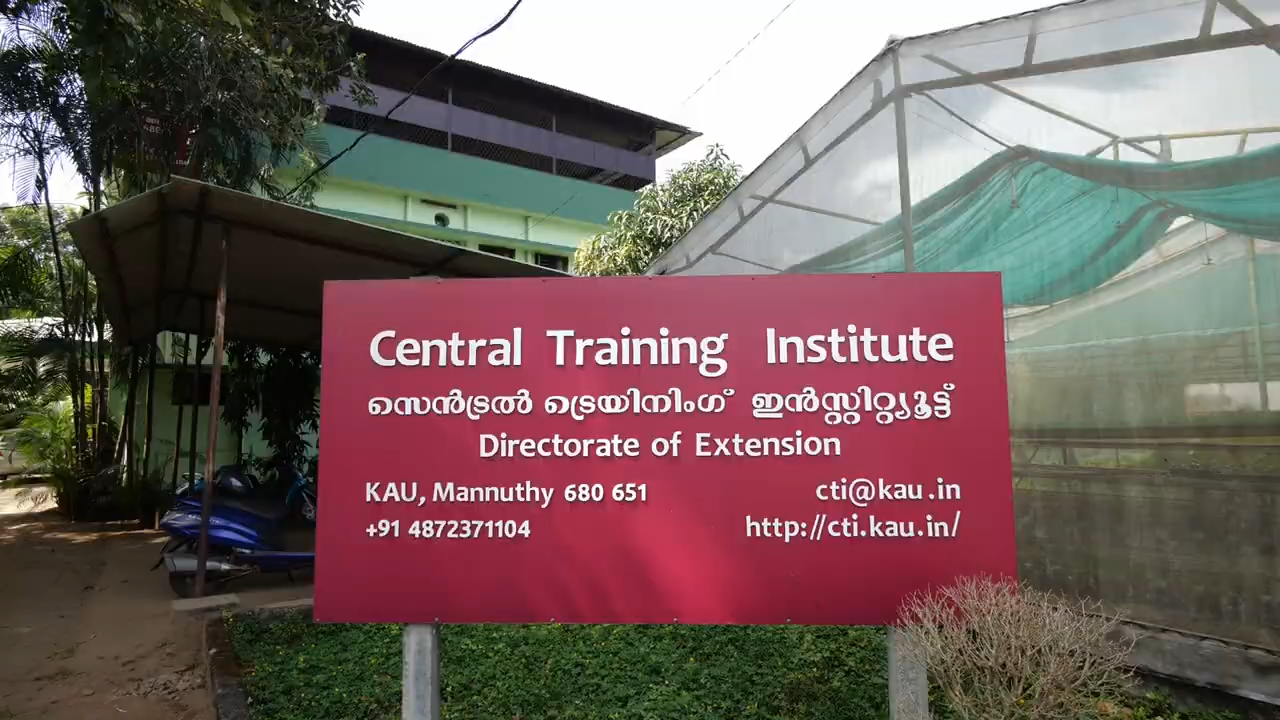 Central Training Institute
സെൻട്രൽ ട്രെയിനിംഗ് ഇൻസ്റ്റിറ്റ്യൂട്ട്
Directorate of Extension
KAU, Mannuthy 680 651
cti@kau.in
+91 4872371104
http://cti.kau.in/